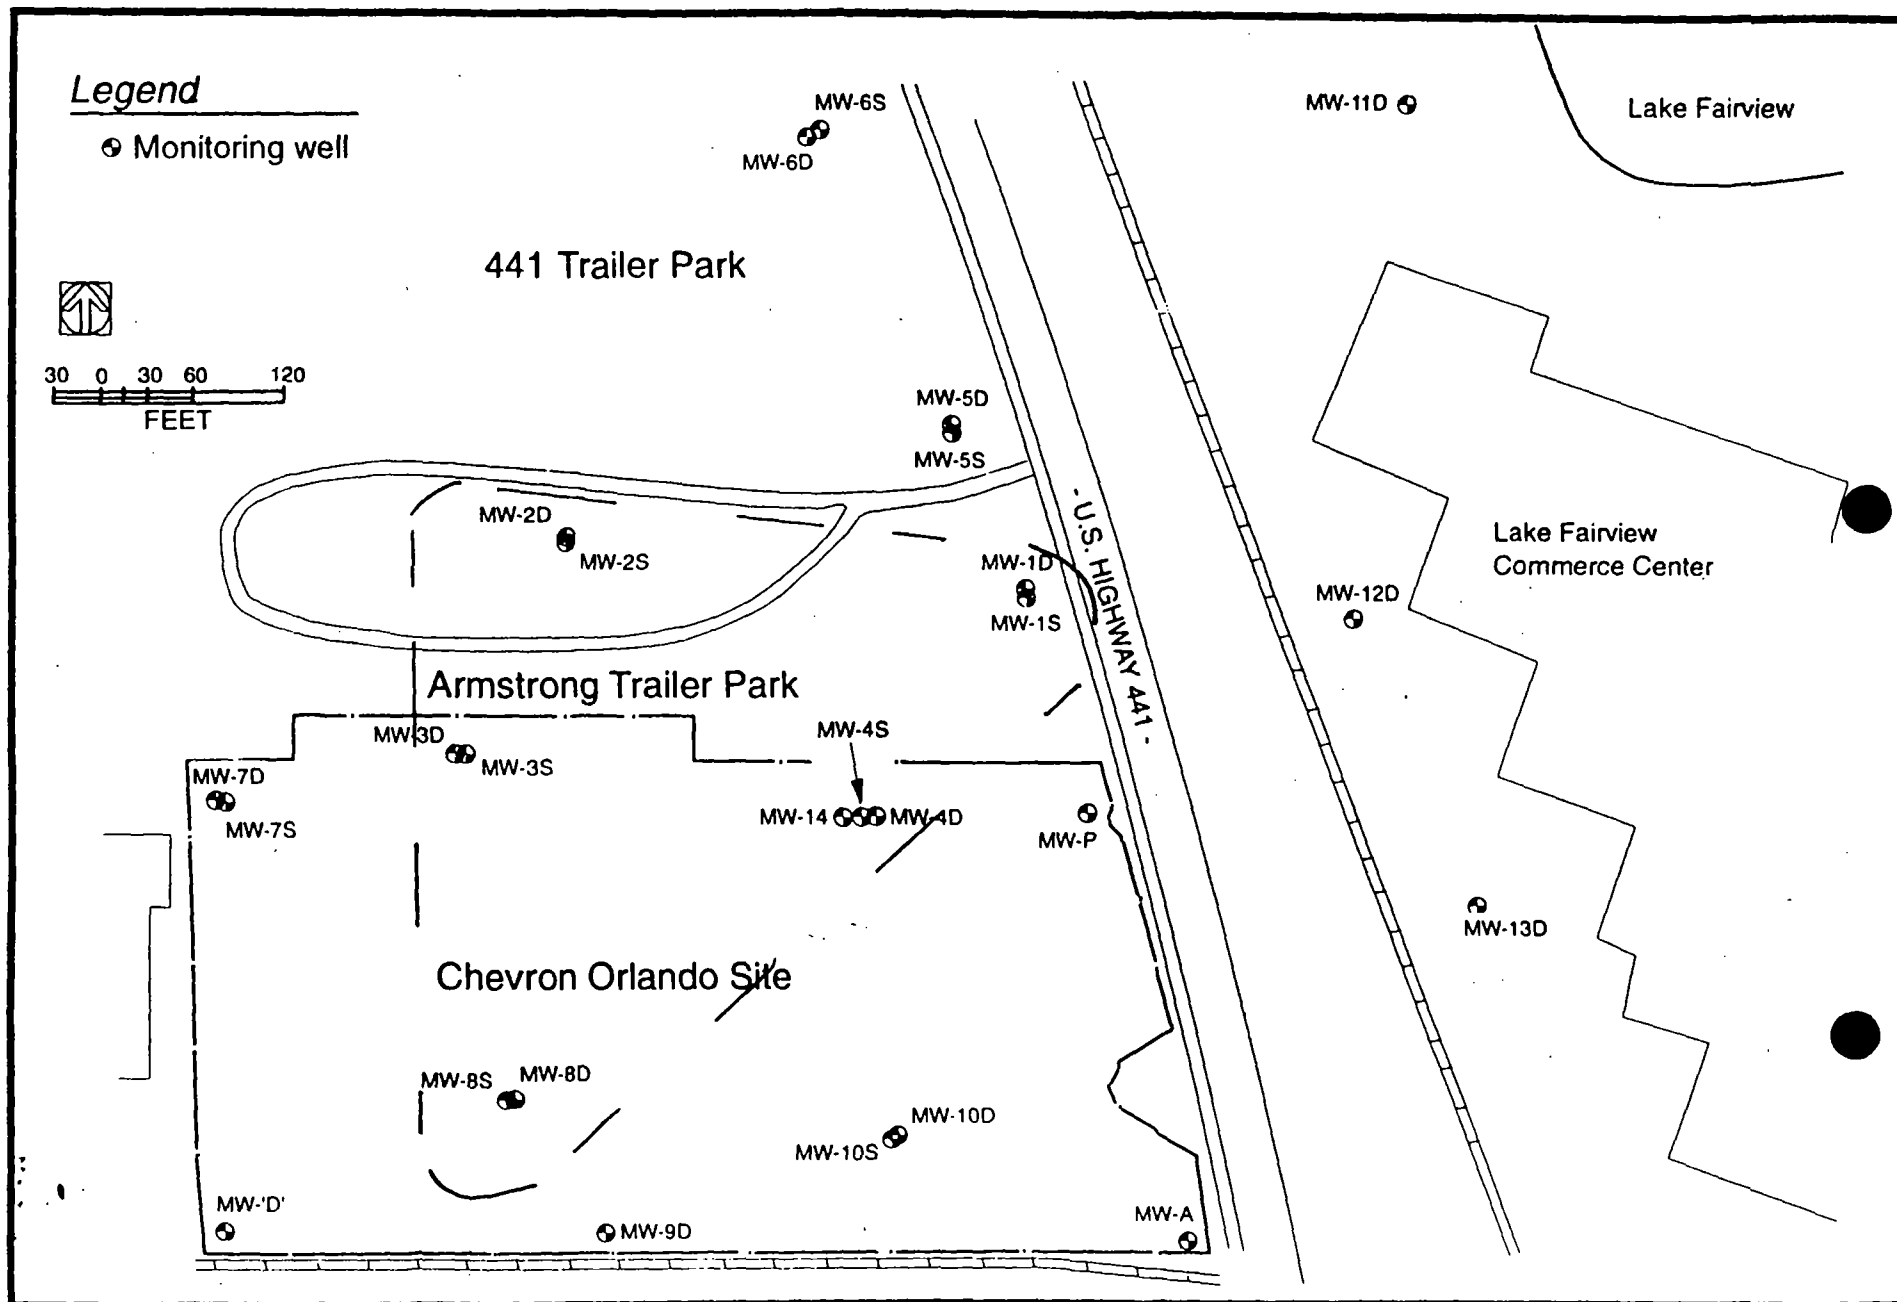 Legend
Monitoring well
MW-6S
MW-6D
MW-11D
Lake Fairview
441 Trailer Park
30 0 30 60 120
FEET
MW-5D
MW-5S
MW-2D
MW-2S
MW-1D
MW-1S
- U.S. HIGHWAY 441 -
Lake Fairview
Commerce Center
MW-12D
Armstrong Trailer Park
MW-3D
MW-3S
MW-4S
MW-7D
MW-7S
MW-14
MW-4D
MW-P
MW-13D
Chevron Orlando Site
MW-8S
MW-8D
MW-10D
MW-10S
MW-'D'
MW-9D
MW-A